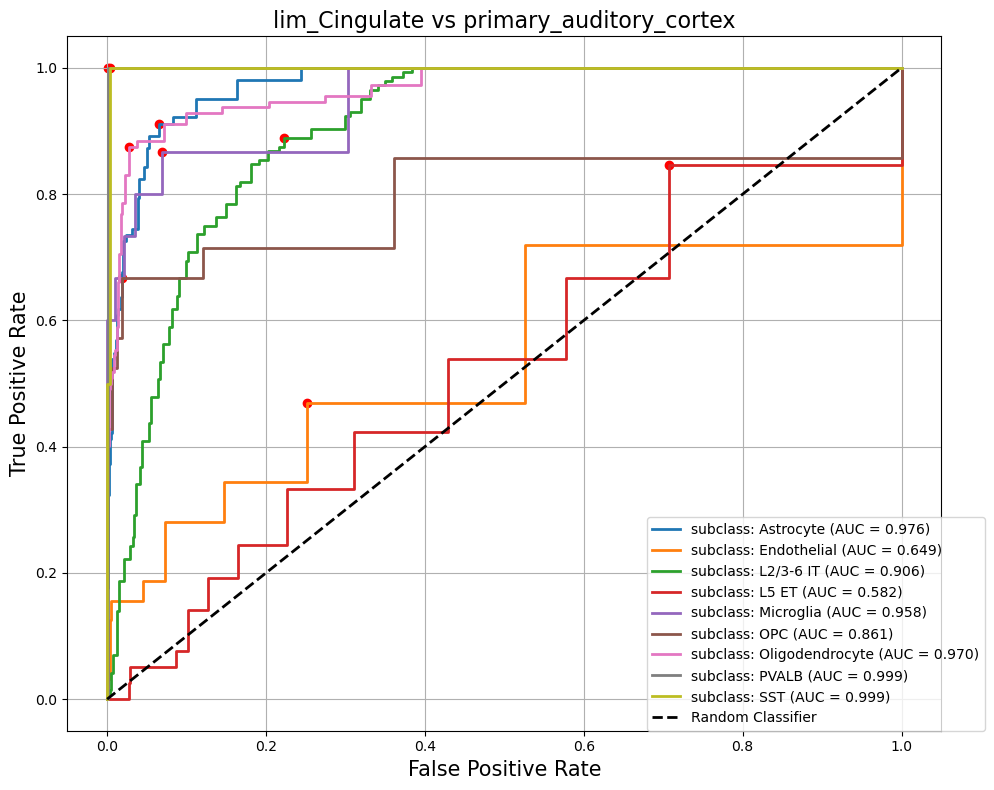 lim_Cingulate vs primary_auditory_cortex
True Positive Rate
1.0
0.8
0.6
0.4
0.2
0.0
subclass: Astrocyte (AUC = 0.976)
subclass: Endothelial (AUC = 0.649)
subclass: L2/3-6 IT (AUC = 0.906)
subclass: L5 ET (AUC = 0.582)
subclass: Microglia (AUC = 0.958)
subclass: OPC (AUC = 0.861)
subclass: Oligodendrocyte (AUC = 0.970)
subclass: PVALB (AUC = 0.999)
subclass: SST (AUC = 0.999)
Random Classifier
0.0 0.2 0.4 0.6 0.8 1.0
False Positive Rate